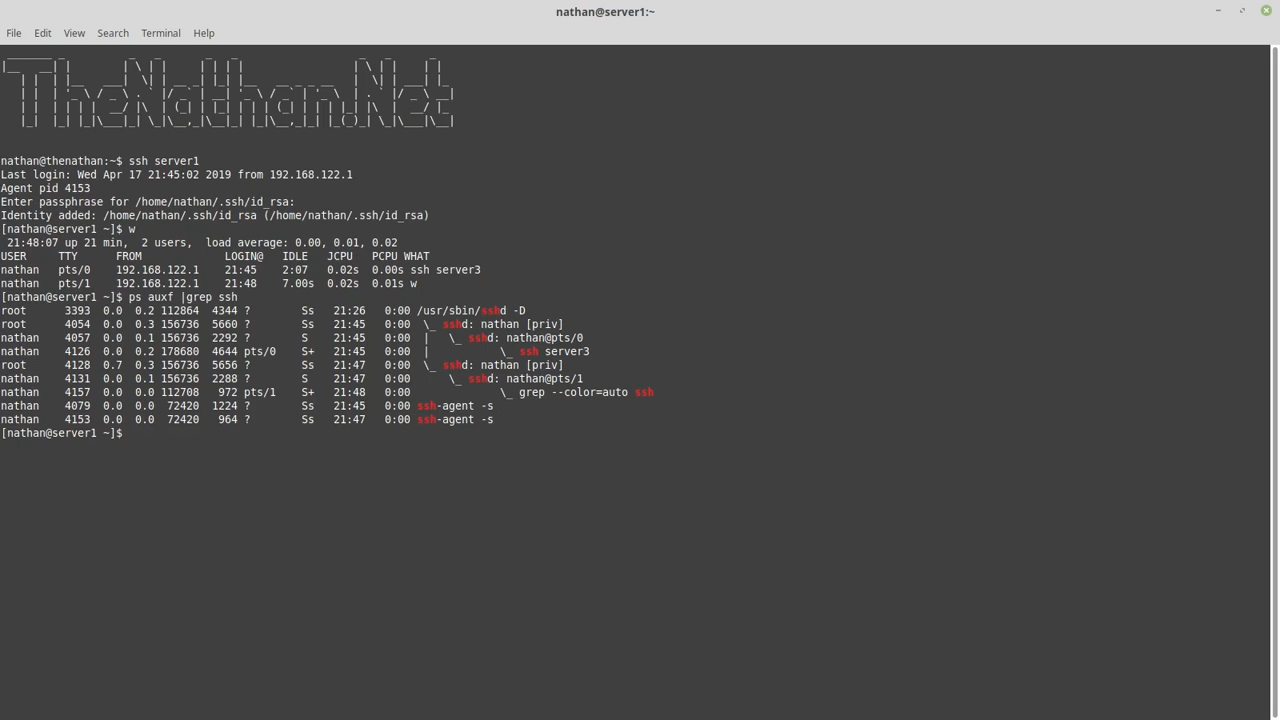 nathan@server1:~
File Edit View Search Terminal Help
TheNathan.Net
nathan@thenathan:~$ ssh server1
Last login: Wed Apr 17 21:45:02 2019 from 192.168.122.1
Agent pid 4153
Enter passphrase for /home/nathan/.ssh/id_rsa:
Identity added: /home/nathan/.ssh/id_rsa (/home/nathan/.ssh/id_rsa)
[nathan@server1 ~]$ w
 21:48:07 up 21 min,  2 users,  load average: 0.00, 0.01, 0.02
USER     TTY      FROM             LOGIN@   IDLE   JCPU   PCPU WHAT
nathan   pts/0    192.168.122.1    21:45    2:07   0.02s  0.00s ssh server3
nathan   pts/1    192.168.122.1    21:48    7.00s  0.02s  0.01s w
[nathan@server1 ~]$ ps auxf |grep ssh
root      3393  0.0  0.2 112864  4344 ?        Ss   21:26   0:00 /usr/sbin/sshd -D
root      4054  0.0  0.3 156736  5660 ?        Ss   21:45   0:00  \_ sshd: nathan [priv]
nathan    4057  0.0  0.1 156736  2292 ?        S    21:45   0:00  |   \_ sshd: nathan@pts/0
nathan    4126  0.0  0.2 178680  4644 pts/0    S+   21:45   0:00  |           \_ ssh server3
root      4128  0.7  0.3 156736  5656 ?        Ss   21:47   0:00  \_ sshd: nathan [priv]
nathan    4131  0.0  0.1 156736  2288 ?        S    21:47   0:00      \_ sshd: nathan@pts/1
nathan    4157  0.0  0.0 112708   972 pts/1    S+   21:48   0:00              \_ grep --color=auto ssh
nathan    4079  0.0  0.0  72420  1224 ?        Ss   21:45   0:00 ssh-agent -s
nathan    4153  0.0  0.0  72420   964 ?        Ss   21:47   0:00 ssh-agent -s
[nathan@server1 ~]$